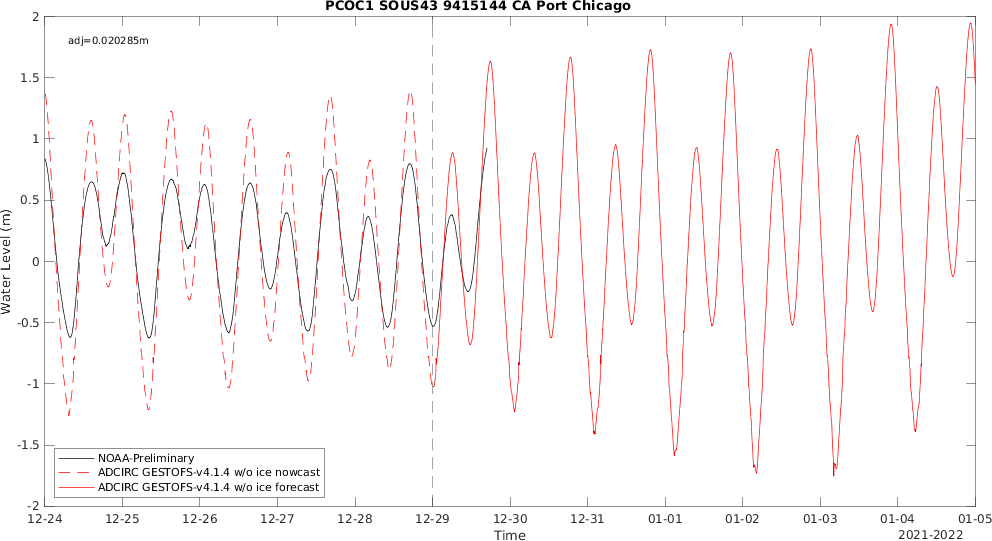 PCOC1 SOUS43 9415144 CA Port Chicago
adj=0.020285m
Water Level (m)
2
1.5
1
0.5
0
-0.5
-1
-1.5
-2
NOAA-Preliminary
ADCIRC GESTOFS-v4.1.4 w/o ice nowcast
ADCIRC GESTOFS-v4.1.4 w/o ice forecast
12-24 12-25 12-26 12-27 12-28 12-29 12-30 12-31 01-01 01-02 01-03 01-04 01-05
Time
2021-2022